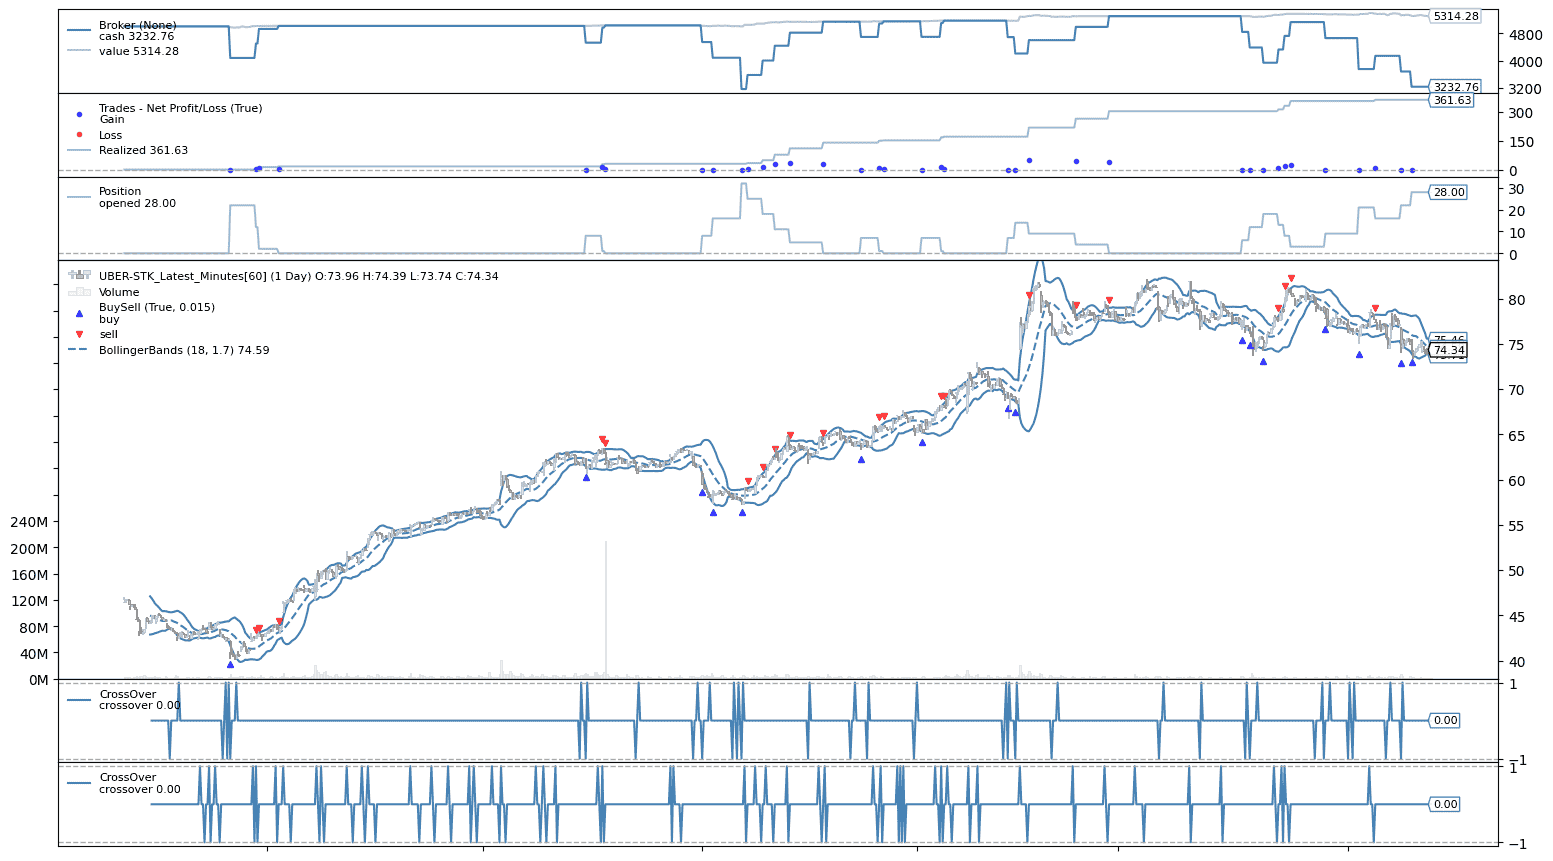 Broker (None)
cash 3232.76
value 5314.28
5314.28
4800
4000
3200
3232.76
Trades - Net Profit/Loss (True)
Gain
Loss
Realized 361.63
361.63
300
150
0
Position
opened 28.00
30
28.00
20
10
0
UBER-STK_Latest_Minutes[60] (1 Day) O:73.96 H:74.39 L:73.74 C:74.34
Volume
BuySell (True, 0.015)
buy
sell
BollingerBands (18, 1.7) 74.59
80
75.46
75
74.34
70
65
60
55
50
45
40
240M
200M
160M
120M
80M
40M
0M
CrossOver
crossover 0.00
1
0.00
−1
CrossOver
crossover 0.00
1
0.00
−1